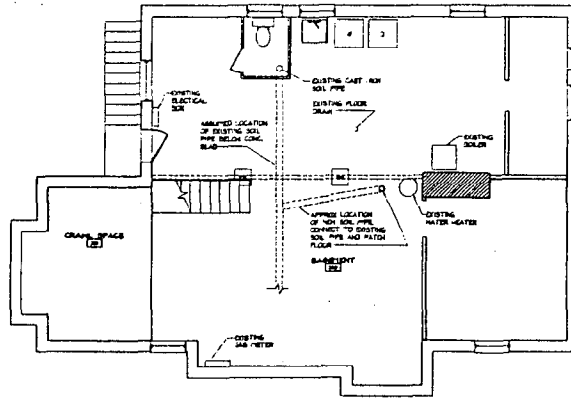 EXISTING CAST IRON
SOIL PIPE
EXISTING
ELECTICAL
BOX
EXISTING FLOOR
DRAIN
ASSUMED LOCATION
OF EXISTING SOIL
PIPE BELOW CONC.
SLAB
EXISTING
BOILER
EXISTING
WATER HEATER
APPROX LOCATION
OF NEW SOIL PIPE.
CONNECT TO EXISTING
SOIL PIPE AND PATCH
FLOOR
CRAWL SPACE
BASEMENT
EXISTING
GAS METER